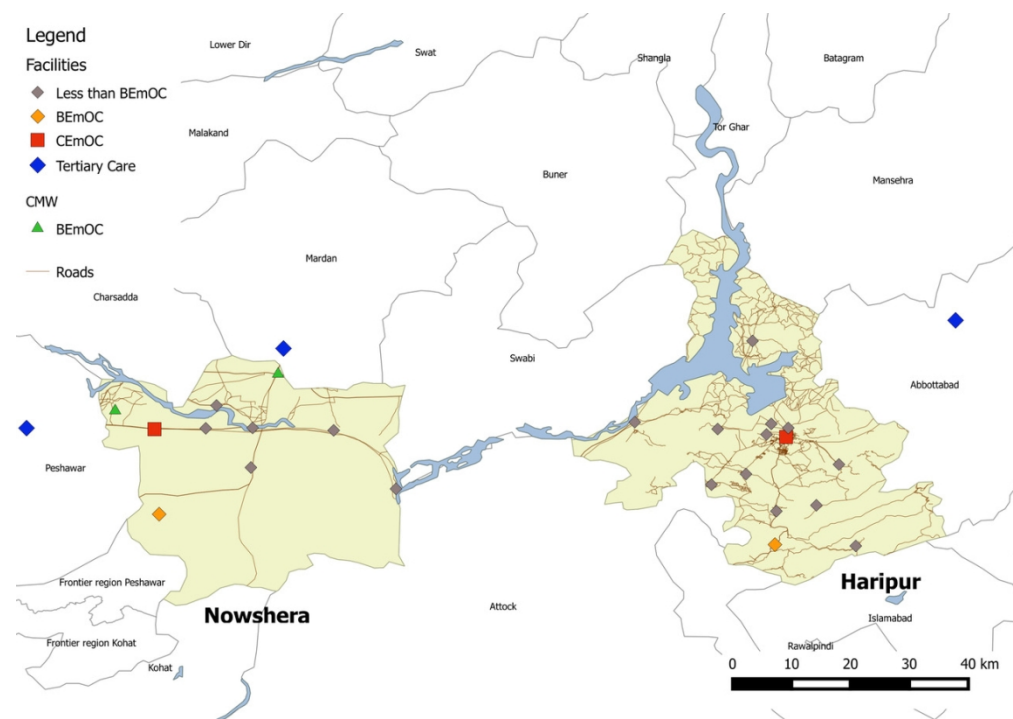 Legend
Facilities
Less than BEmOC
BEmOC
CEmOC
Tertiary Care
CMW
BEmOC
Roads
Lower Dir
Swat
Shangla
Batagram
Malakand
Tor Ghar
Buner
Mansehra
Mardan
Charsadda
Swabi
Abbottabad
Peshawar
Frontier region Peshawar
Nowshera
Attock
Haripur
Islamabad
Frontier region Kohat
Rawalpindi
Kohat
0 10 20 30 40 km